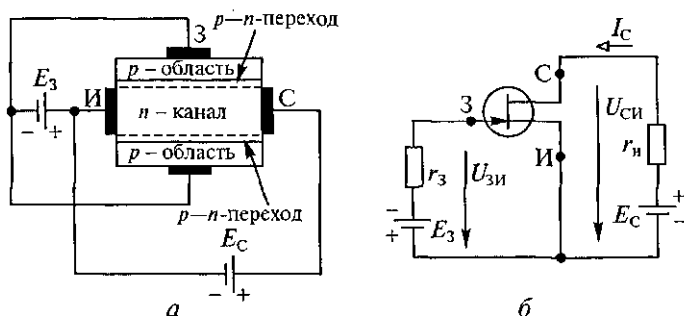 p—n-переход
З
p – область
E_З
И
n – канал
С
– +
p – область
p—n-переход
E_С
– +
а
I_С
С
З
U_СИ
И
r_З
U_ЗИ
r_н
–
+
E_З
E_С
+
–
б